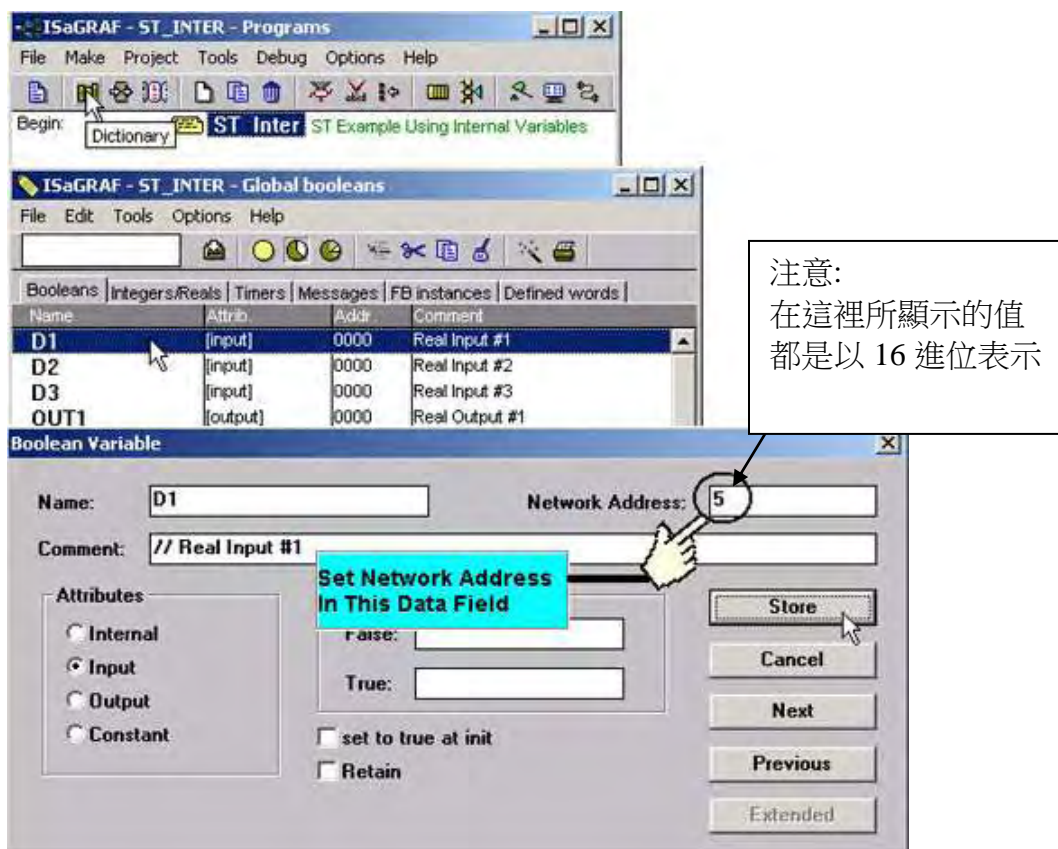 ISaGRAF - ST_INTER - Programs
File Make Project Tools Debug Options Help
Begin: ST_Inter ST Example Using Internal Variables
Dictionary
ISaGRAF - ST_INTER - Global booleans
File Edit Tools Options Help
Booleans Integers/Reals Timers Messages FB instances Defined words
Name Attrib. Addr. Comment
D1 [input] 0000 Real Input #1
D2 [input] 0000 Real Input #2
D3 [input] 0000 Real Input #3
OUT1 [output] 0000 Real Output #1
注意:
在這裡所顯示的值
都是以 16 進位表示
Boolean Variable
Name: D1 Network Address: 5
Comment: // Real Input #1
Set Network Address
In This Data Field
Attributes
Internal
Input
Output
Constant
False:
True:
set to true at init
Retain
Store
Cancel
Next
Previous
Extended